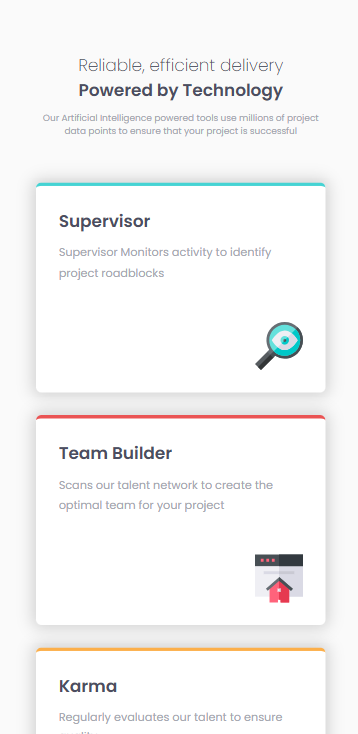 Reliable, efficient delivery
Powered by Technology
Our Artificial Intelligence powered tools use millions of project
data points to ensure that your project is successful
Supervisor
Supervisor Monitors activity to identify
project roadblocks
Team Builder
Scans our talent network to create the
optimal team for your project
Karma
Regularly evaluates our talent to ensure